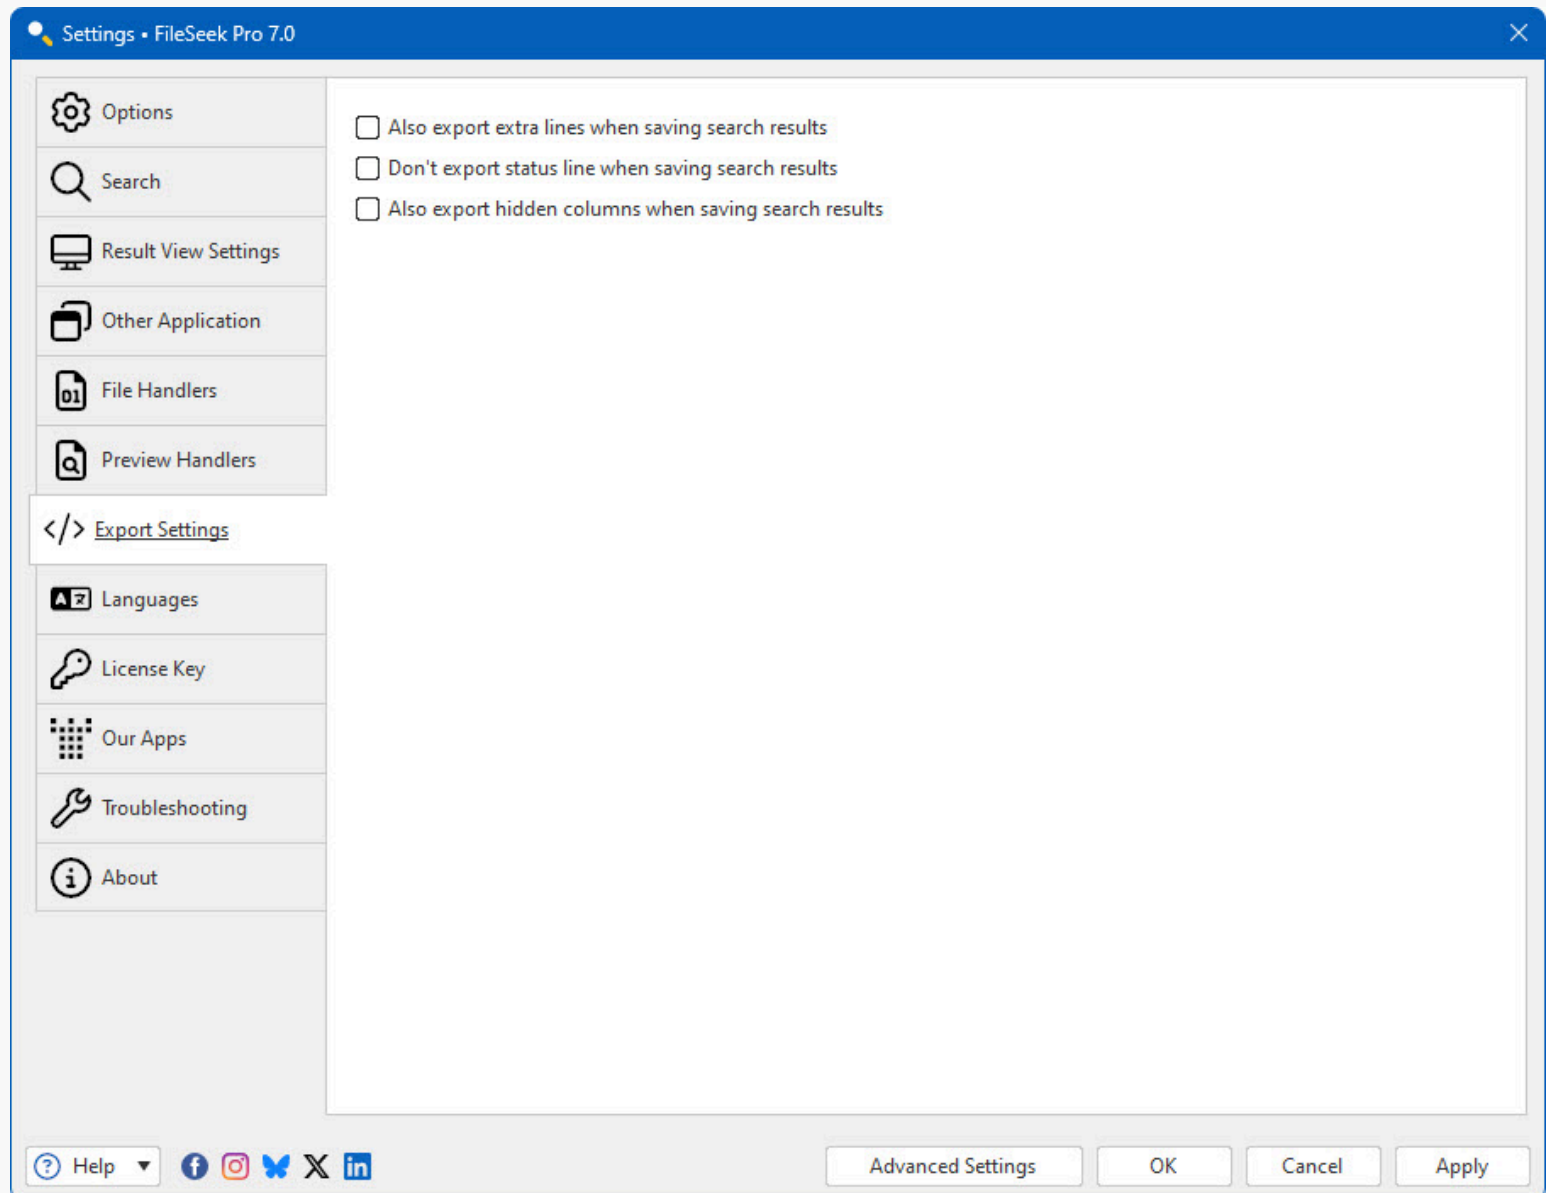 Settings • FileSeek Pro 7.0
Options
Search
Result View Settings
Other Application
File Handlers
Preview Handlers
Export Settings
Languages
License Key
Our Apps
Troubleshooting
About
Also export extra lines when saving search results
Don't export status line when saving search results
Also export hidden columns when saving search results
Help
Advanced Settings
OK
Cancel
Apply